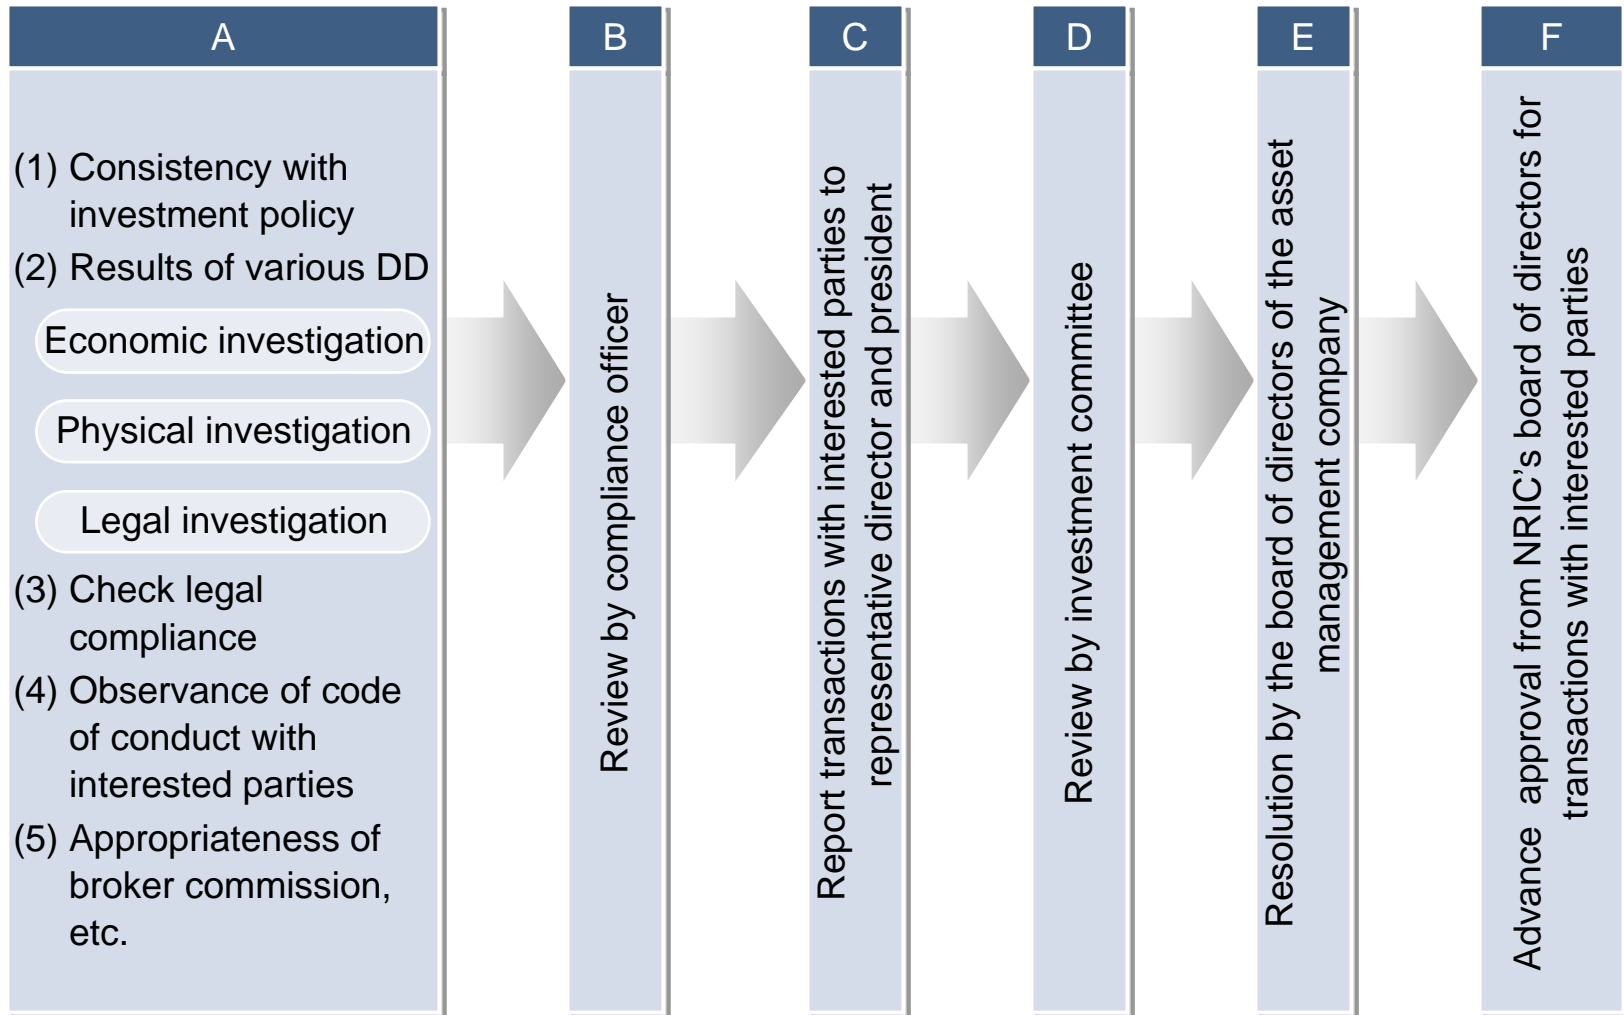 A
(1) Consistency with
investment policy
(2) Results of various DD
Economic investigation
Physical investigation
Legal investigation
(3) Check legal
compliance
(4) Observance of code
of conduct with
interested parties
(5) Appropriateness of
broker commission,
etc.
B
Review by compliance officer
C
Report transactions with interested parties to
representative director and president
D
Review by investment committee
E
Resolution by the board of directors of the asset
management company
F
Advance approval from NRIC's board of directors for
transactions with interested parties